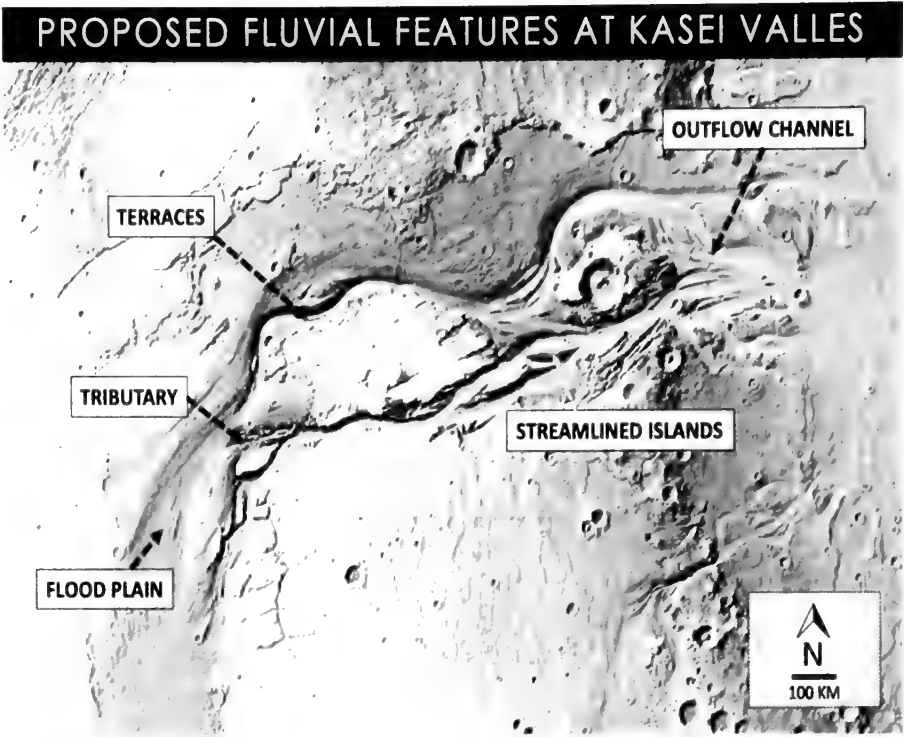 PROPOSED FLUVIAL FEATURES AT KASEI VALLES
OUTFLOW CHANNEL
TERRACES
TRIBUTARY
STREAMLINED ISLANDS
FLOOD PLAIN
N
100 KM